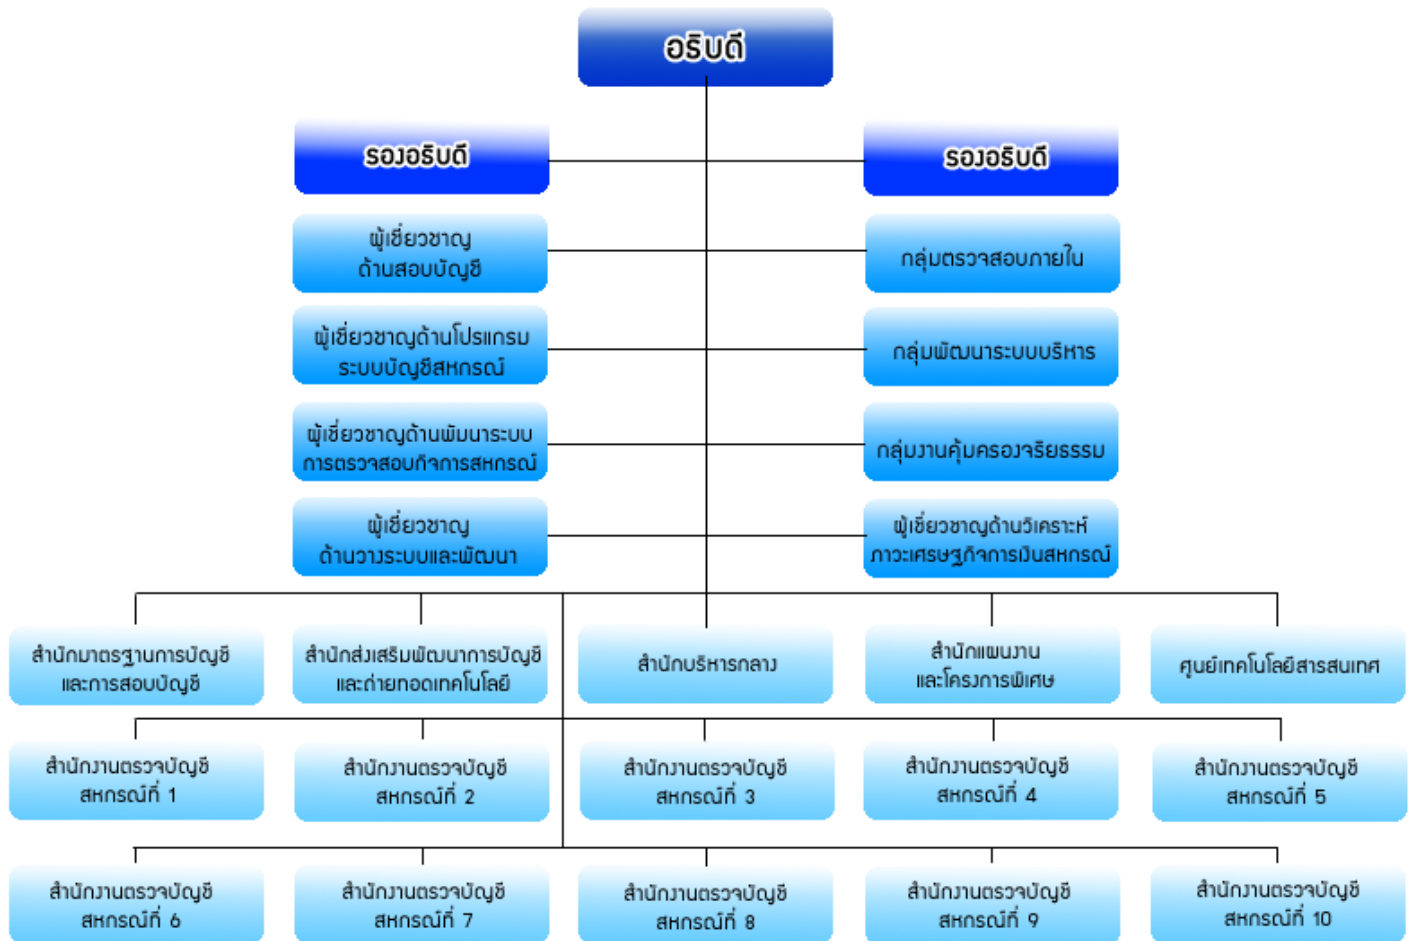 อธิบดี
รองอธิบดี
รองอธิบดี
ผู้เชี่ยวชาญ
ด้านสอบบัญชี
กลุ่มตรวจสอบภายใน
ผู้เชี่ยวชาญด้านโปรแกรม
ระบบบัญชีสหกรณ์
กลุ่มพัฒนาระบบบริหาร
ผู้เชี่ยวชาญด้านพัมนาระบบ
การตรวจสอบกิจการสหกรณ์
กลุ่มงานคุ้มครองจริยธรรม
ผู้เชี่ยวชาญ
ด้านวางระบบและพัฒนา
ผู้เชี่ยวชาญด้านวิเคราะห์
ภาวะเศรษฐกิจการเงินสหกรณ์
สำนักมาตรฐานการบัญชี
และการสอบบัญชี
สำนักส่งเสริมพัฒนาการบัญชี
และถ่ายทอดเทคโนโลยี
สำนักบริหารกลาง
สำนักแผนงาน
และโครงการพิเศษ
ศูนย์เทคโนโลยีสารสนเทศ
สำนักงานตรวจบัญชี
สหกรณ์ที่ 1
สำนักงานตรวจบัญชี
สหกรณ์ที่ 2
สำนักงานตรวจบัญชี
สหกรณ์ที่ 3
สำนักงานตรวจบัญชี
สหกรณ์ที่ 4
สำนักงานตรวจบัญชี
สหกรณ์ที่ 5
สำนักงานตรวจบัญชี
สหกรณ์ที่ 6
สำนักงานตรวจบัญชี
สหกรณ์ที่ 7
สำนักงานตรวจบัญชี
สหกรณ์ที่ 8
สำนักงานตรวจบัญชี
สหกรณ์ที่ 9
สำนักงานตรวจบัญชี
สหกรณ์ที่ 10